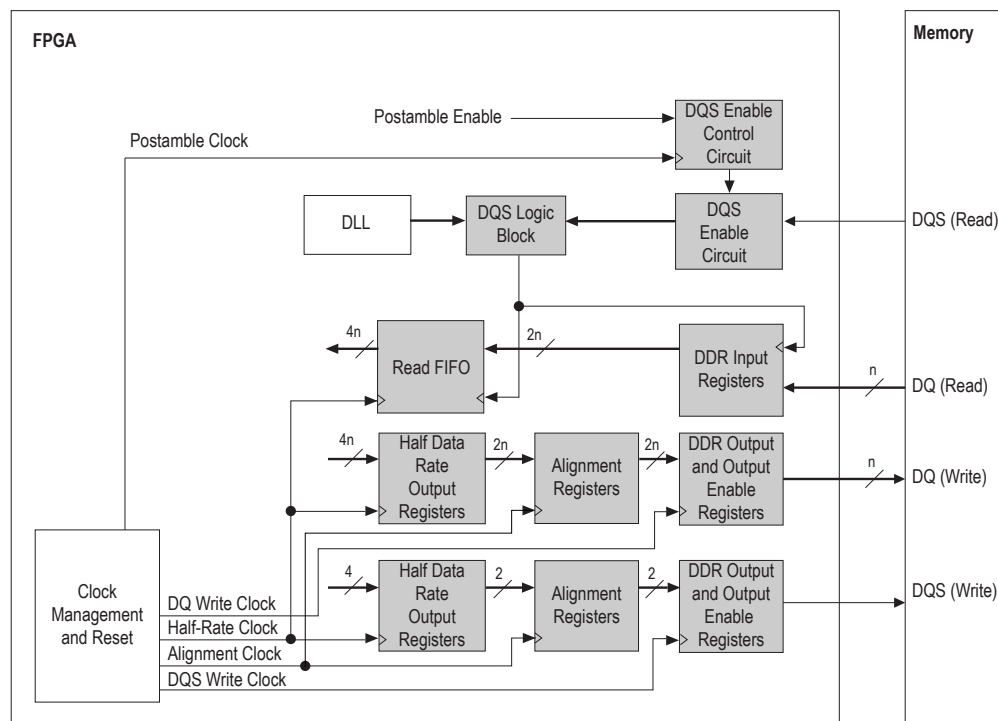 FPGA
Memory
Postamble Enable
DQS Enable
Control
Circuit
Postamble Clock
DLL
DQS Logic
Block
DQS
Enable
Circuit
DQS (Read)
4n
Read FIFO
2n
DDR Input
Registers
n
DQ (Read)
4n
Half Data
Rate
Output
Registers
2n
Alignment
Registers
2n
DDR Output
and Output
Enable
Registers
n
DQ (Write)
4
Half Data
Rate
Output
Registers
2
Alignment
Registers
2
DDR Output
and Output
Enable
Registers
DQS (Write)
Clock
Management
and Reset
DQ Write Clock
Half-Rate Clock
Alignment Clock
DQS Write Clock